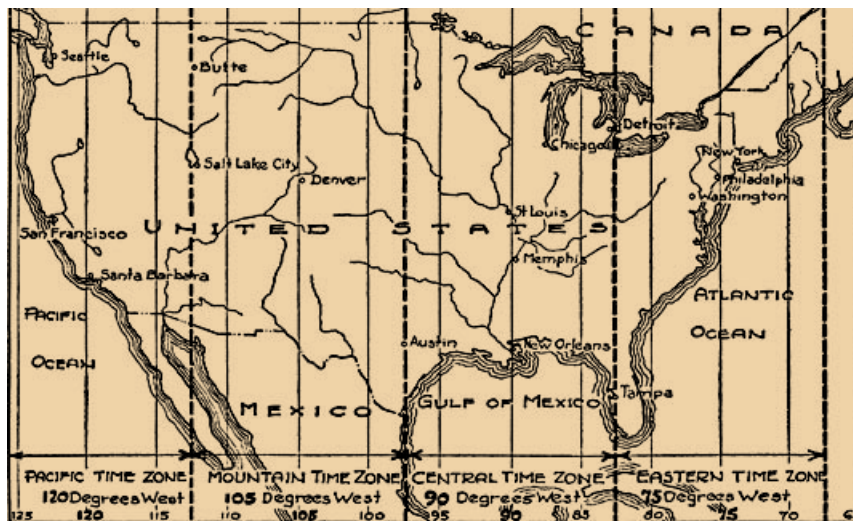 CANADA
Seattle
Butte
Detroit
Chicago
New York
Salt Lake City
Denver
Philadelphia
Washington
St Louis
San Francisco
UNITED STATES
Memphis
Santa Barbara
ATLANTIC
OCEAN
PACIFIC
OCEAN
Austin
New Orleans
Tampa
MEXICO
GULF OF MEXICO
PACIFIC TIME ZONE
120 Degrees West
MOUNTAIN TIME ZONE
105 Degrees West
CENTRAL TIME ZONE
90 Degrees West
EASTERN TIME ZONE
75 Degrees West
125 120 115 110 105 100 95 90 85 80 75 70